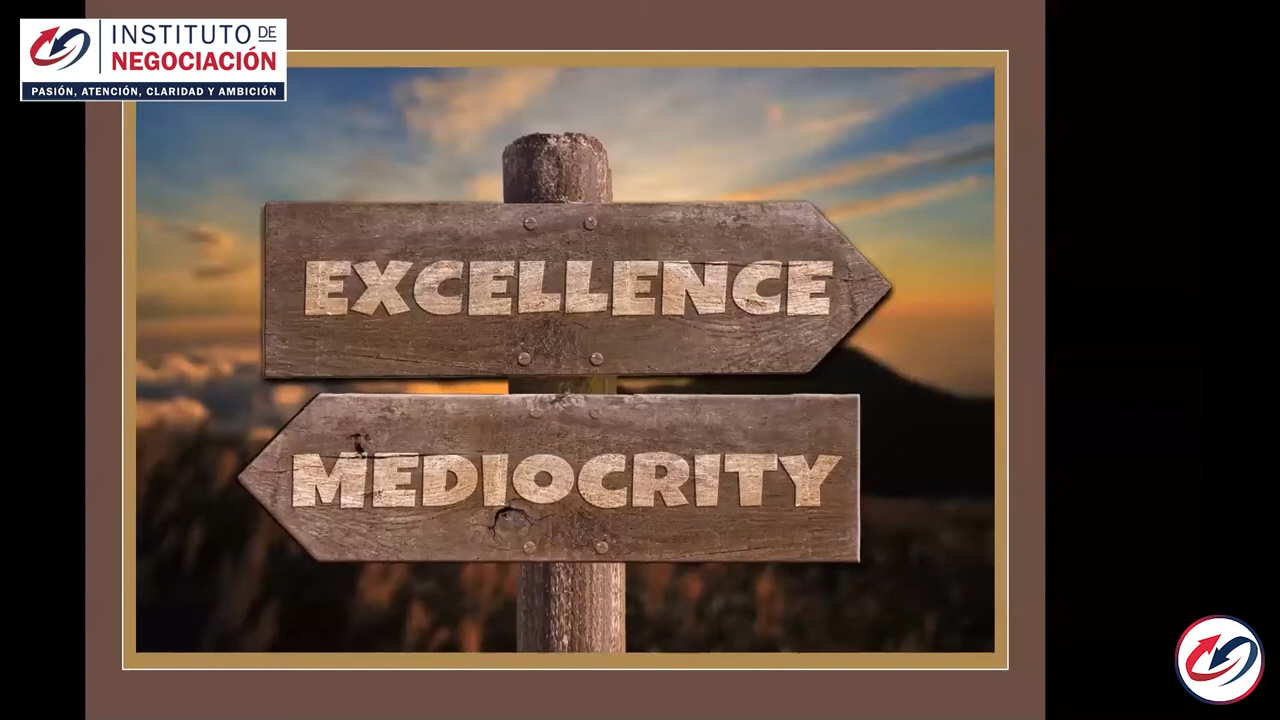 INSTITUTO DE
NEGOCIACIÓN
PASIÓN, ATENCIÓN, CLARIDAD Y AMBICIÓN
EXCELLENCE
MEDIOCRITY